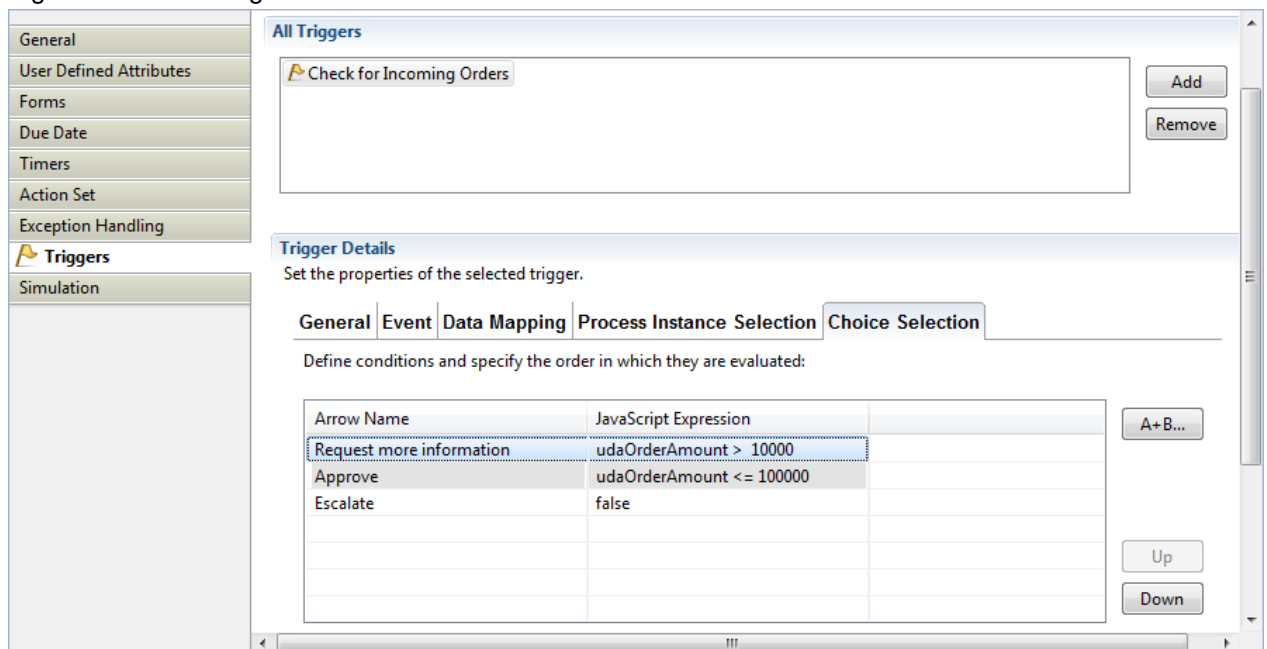 General
User Defined Attributes
Forms
Due Date
Timers
Action Set
Exception Handling
Triggers
Simulation
All Triggers
Check for Incoming Orders
Add
Remove
Trigger Details
Set the properties of the selected trigger.
General Event Data Mapping Process Instance Selection Choice Selection
Define conditions and specify the order in which they are evaluated:
Arrow Name JavaScript Expression
Request more information udaOrderAmount > 10000
Approve udaOrderAmount <= 100000
Escalate false
A+B...
Up
Down